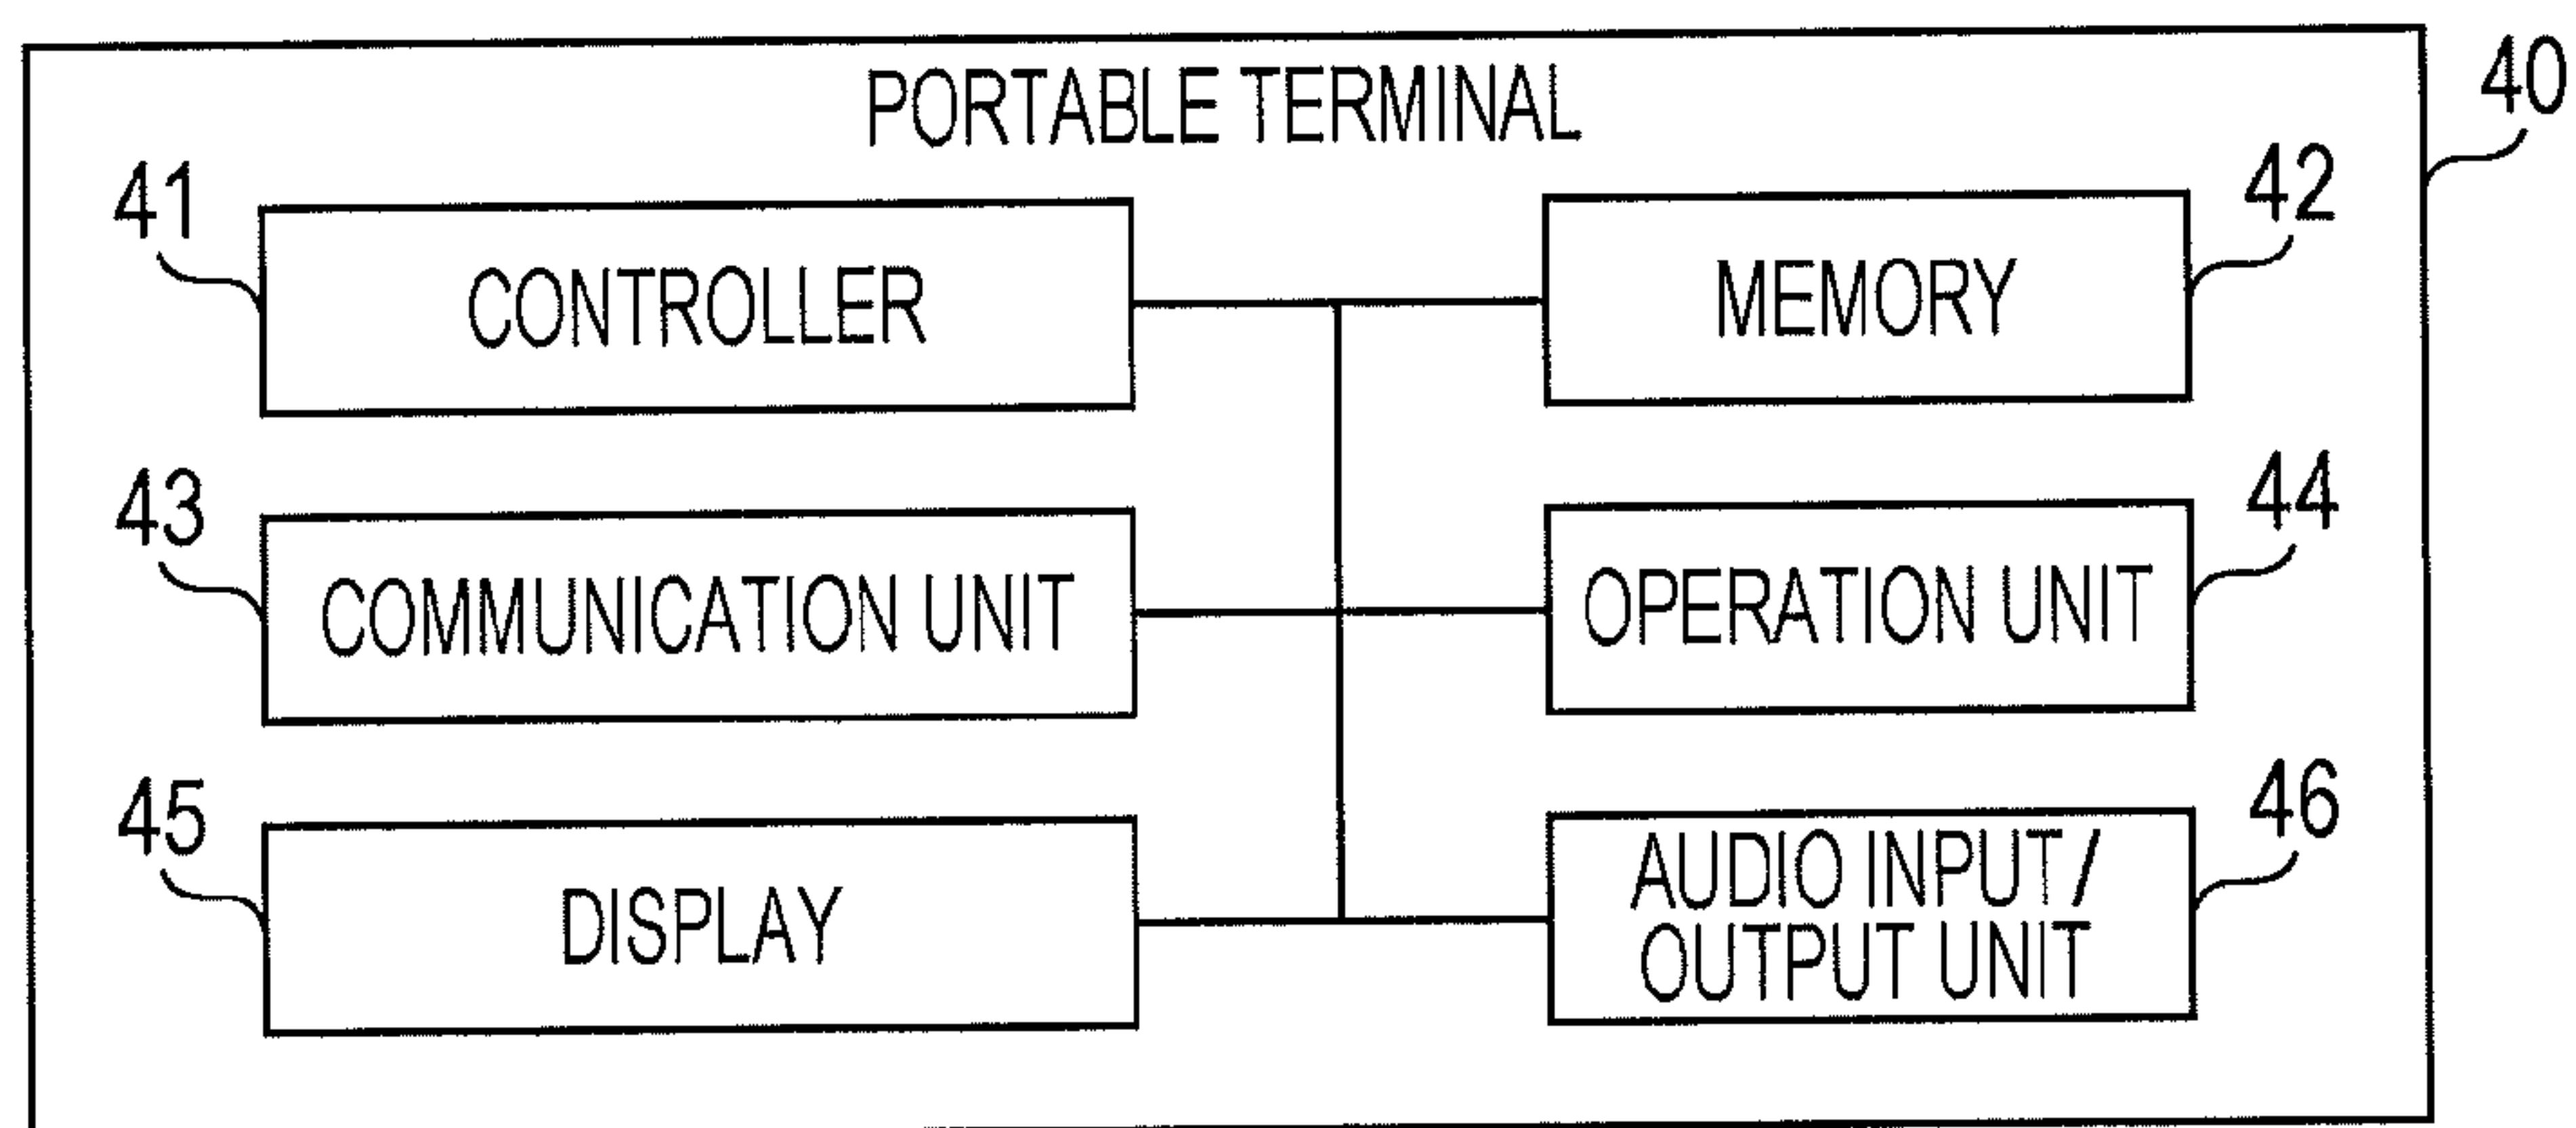 PORTABLE TERMINAL
40
41
CONTROLLER
MEMORY
42
43
COMMUNICATION UNIT
OPERATION UNIT
44
45
DISPLAY
AUDIO INPUT/
OUTPUT UNIT
46